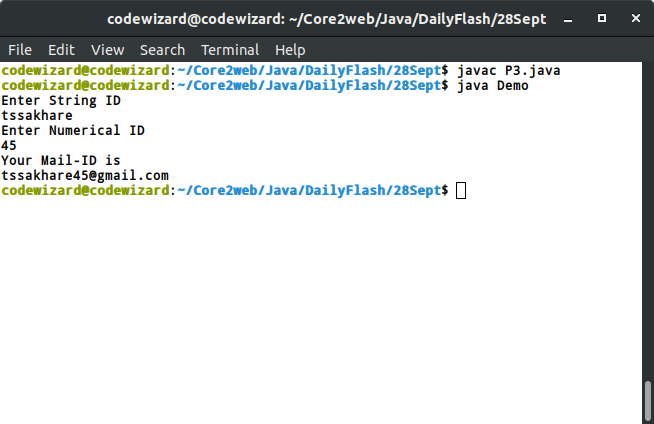 codewizard@codewizard: ~/Core2web/Java/DailyFlash/28Sept
File Edit View Search Terminal Help
codewizard@codewizard:~/Core2web/Java/DailyFlash/28Sept$ javac P3.java
codewizard@codewizard:~/Core2web/Java/DailyFlash/28Sept$ java Demo
Enter String ID
tssakhare
Enter Numerical ID
45
Your Mail-ID is
tssakhare45@gmail.com
codewizard@codewizard:~/Core2web/Java/DailyFlash/28Sept$